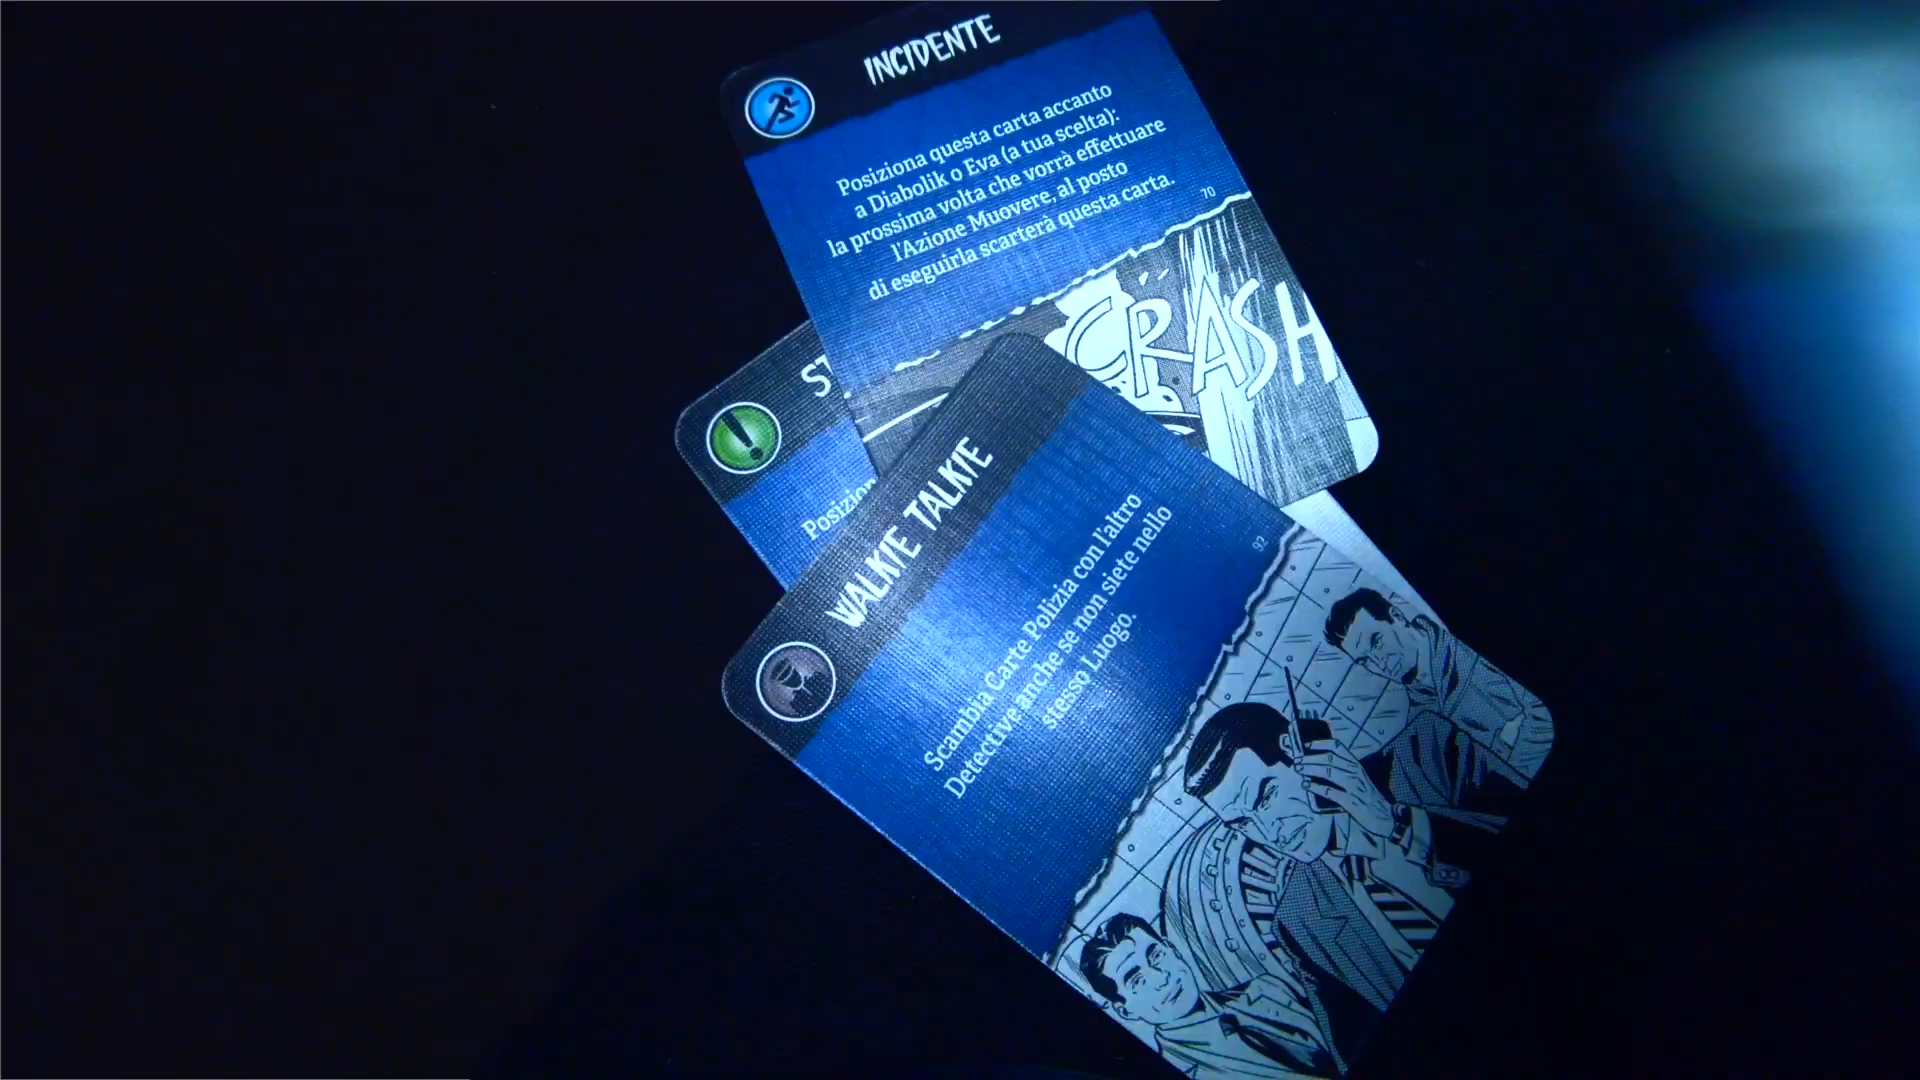 INCIDENTE
Posiziona questa carta accanto
a Diabolik o Eva (a tua scelta):
la prossima volta che vorrà effettuare
l'Azione Muovere, al posto
di eseguirla scarterà questa carta.
70
CRASH
WALKIE TALKIE
Scambia Carte Polizia con l'altro
Detective anche se non siete nello
stesso Luogo.
92